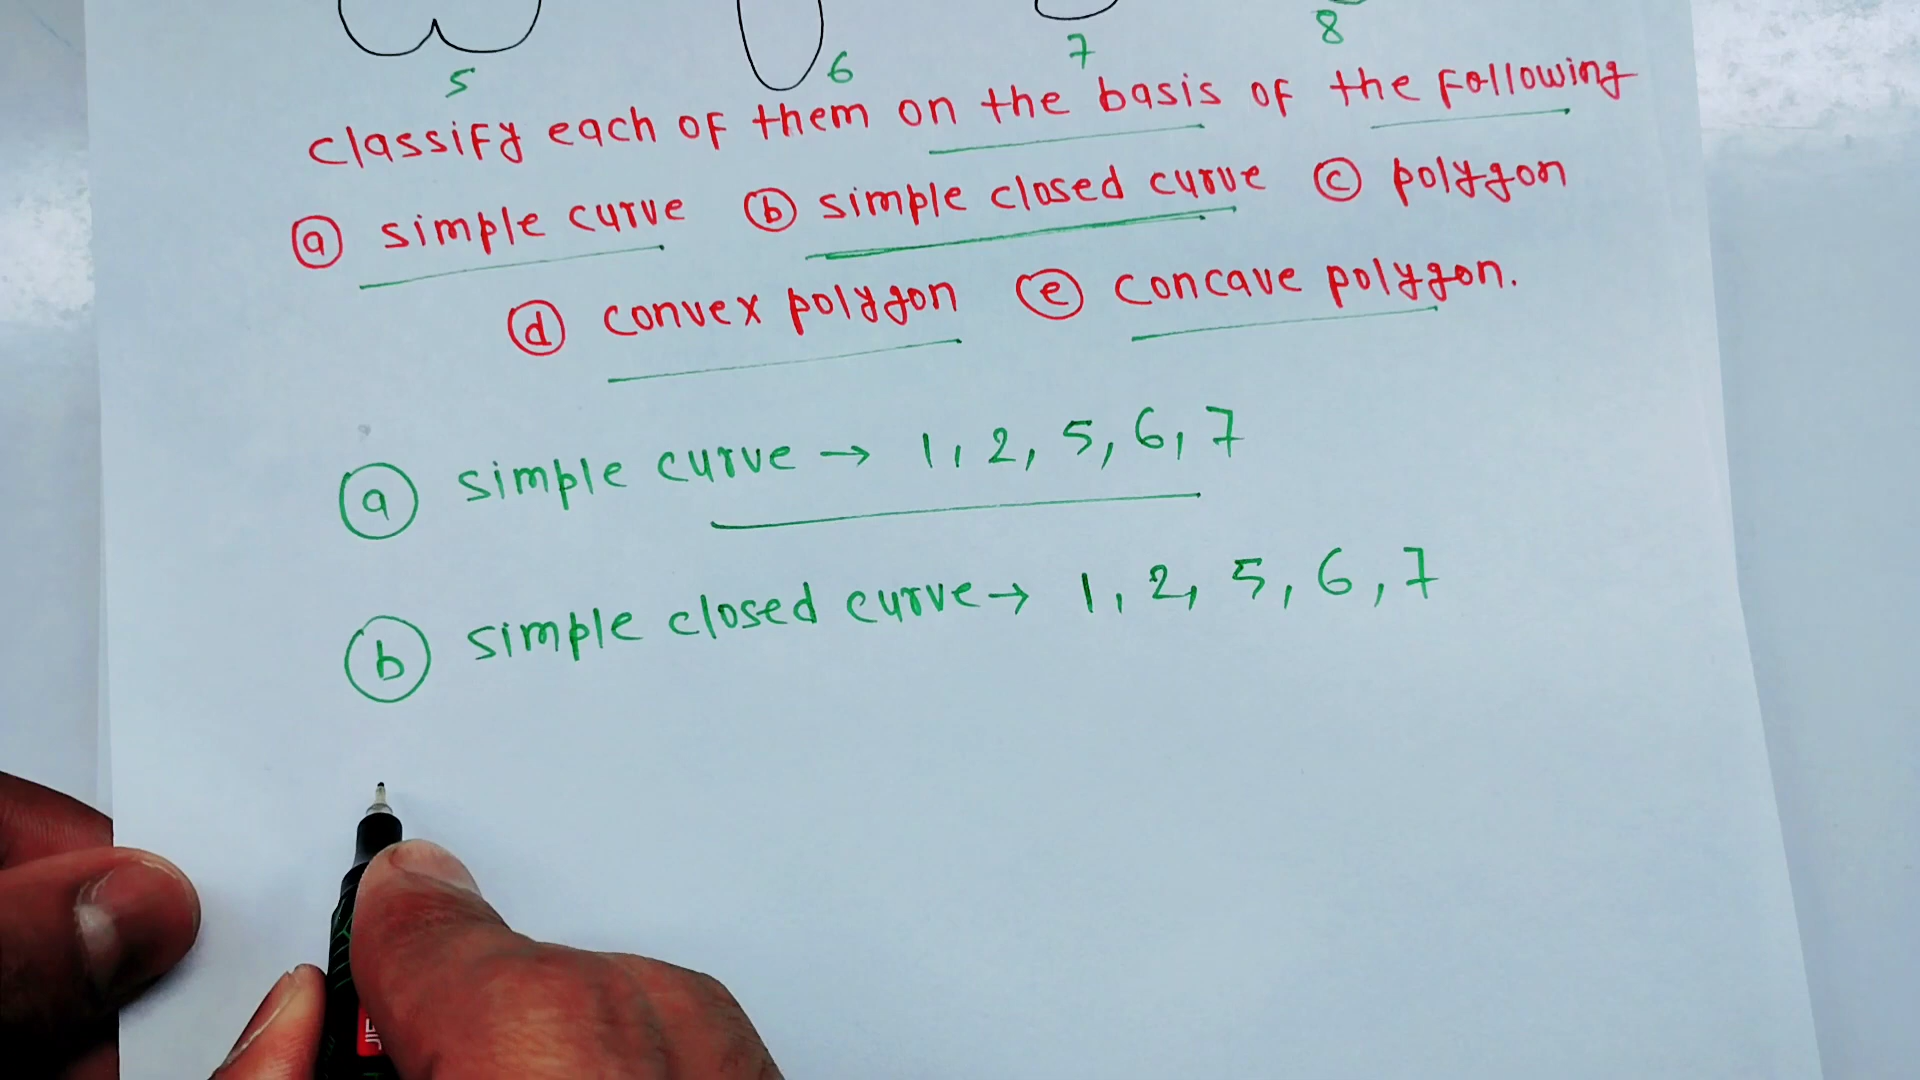 5 6 7 8
classify each of them on the basis of the following
(a) simple curve (b) simple closed curve (c) polygon
(d) convex polygon (e) concave polygon.
(a) simple curve → 1, 2, 5, 6, 7
(b) simple closed curve → 1, 2, 5, 6, 7